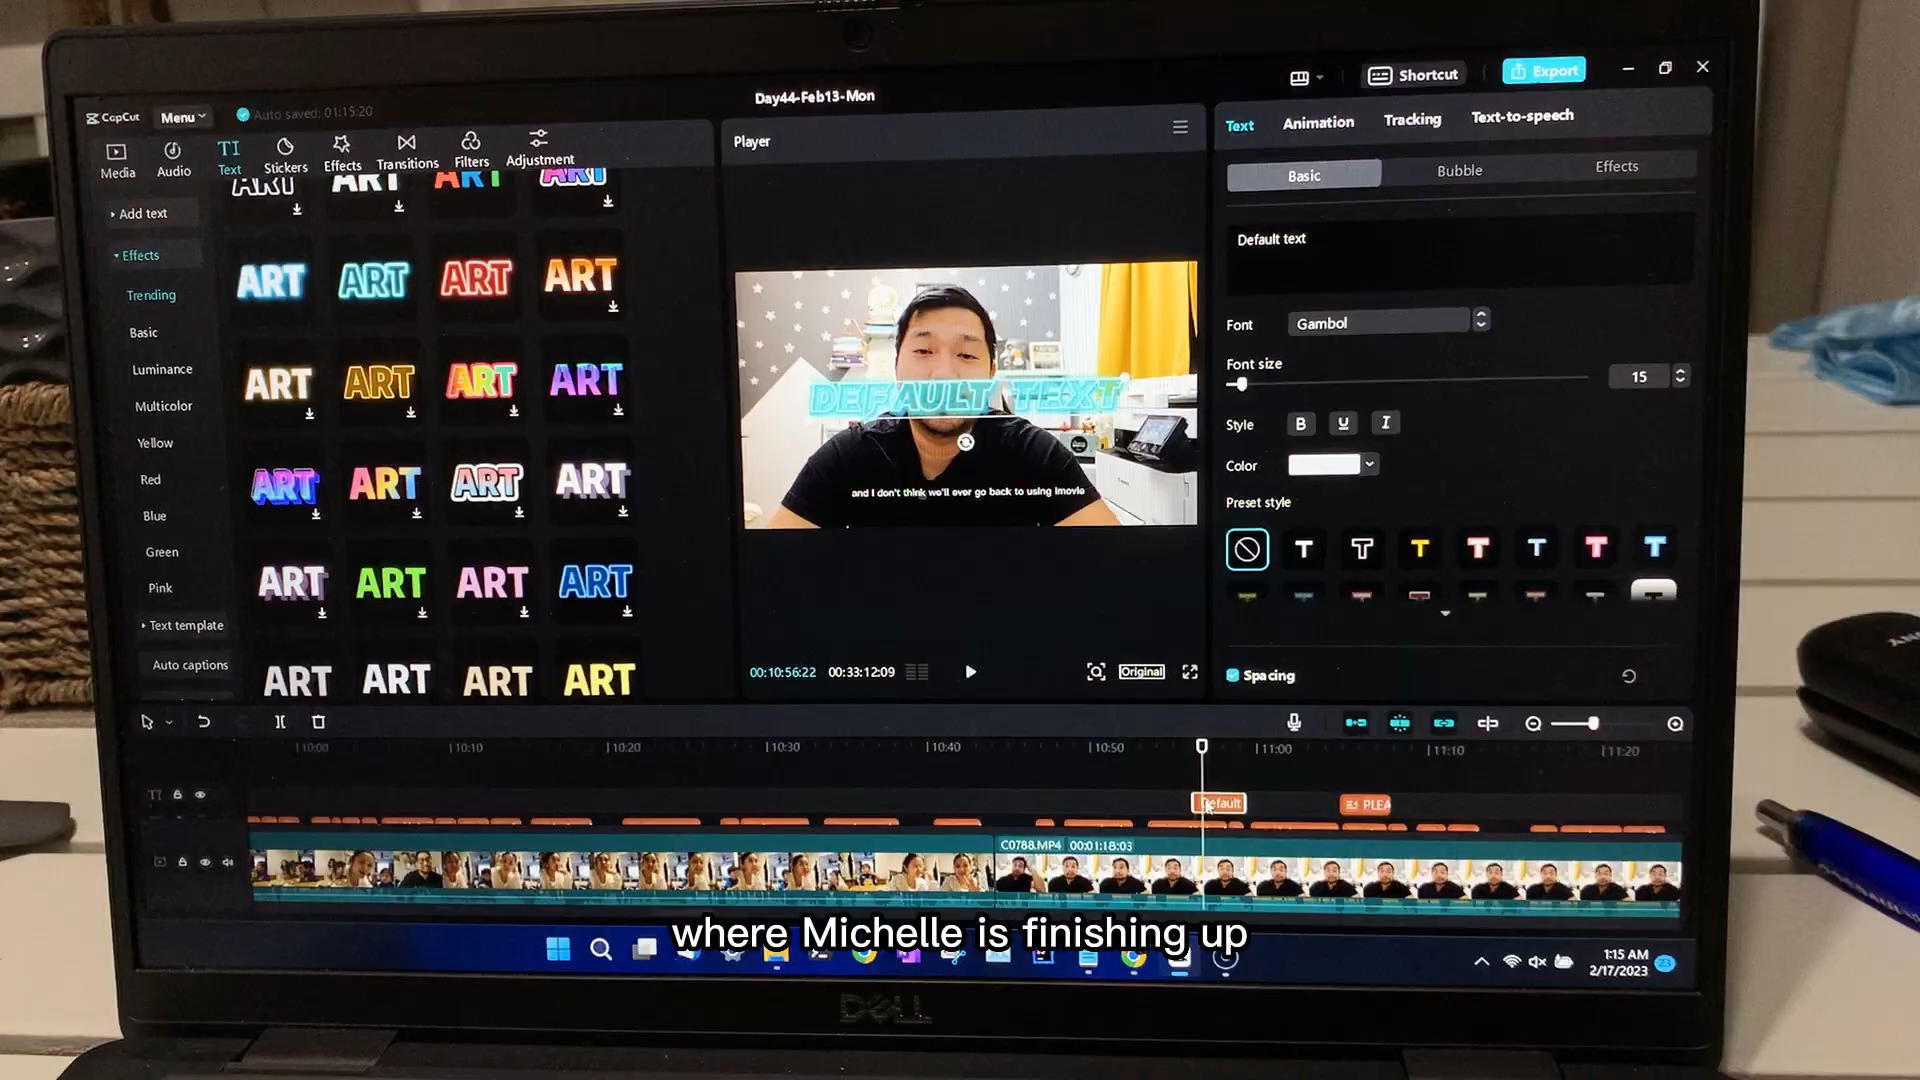 Day44-Feb13-Mon
Shortcut
Export
CapCut
Menu
Auto saved: 01:15:20
Media
Audio
TI
Text
Stickers
Effects
Transitions
Filters
Adjustment
Add text
Effects
Trending
Basic
Luminance
Multicolor
Yellow
Red
Blue
Green
Pink
Text template
Auto captions
ART ART ART ART
ART ART ART ART
ART ART ART ART
ART ART ART ART
ART ART ART ART
ART ART ART ART
Player
DEFAULT TEXT
and I don't think we'll ever go back to using imovie
00:10:56:22 00:33:12:09
Original
Text
Animation
Tracking
Text-to-speech
Basic
Bubble
Effects
Default text
Font
Gambol
Font size
15
Style
B U I
Color
Preset style
T T T T T T T
Spacing
10:00 10:10 10:20 10:30 10:40 10:50 11:00 11:10 11:20
TI
Default
PLEA
C0788.MP4 00:01:18:03
where Michelle is finishing up
1:15 AM
2/17/2023
23
DELL